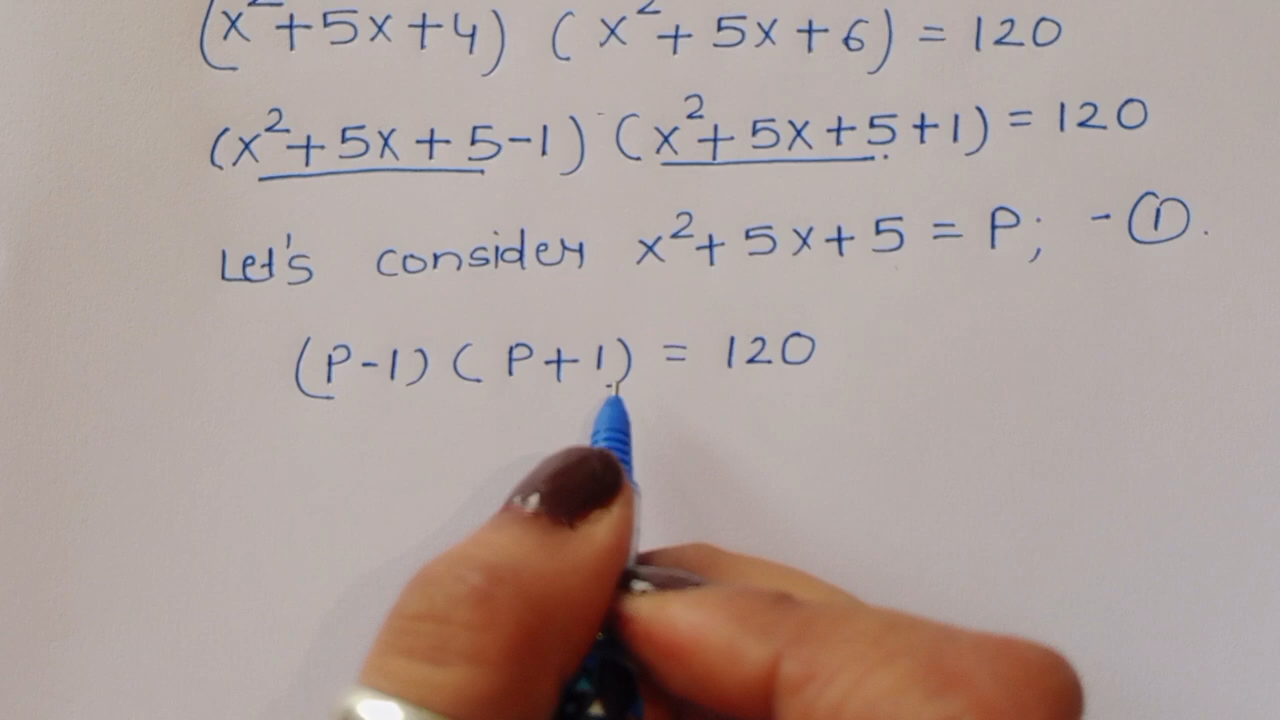 (x²+5x+4) (x²+5x+6) = 120
(x²+5x+5-1) (x²+5x+5+1) = 120
Let's consider x²+5x+5 = P; -①.
(P-1) (P+1) = 120